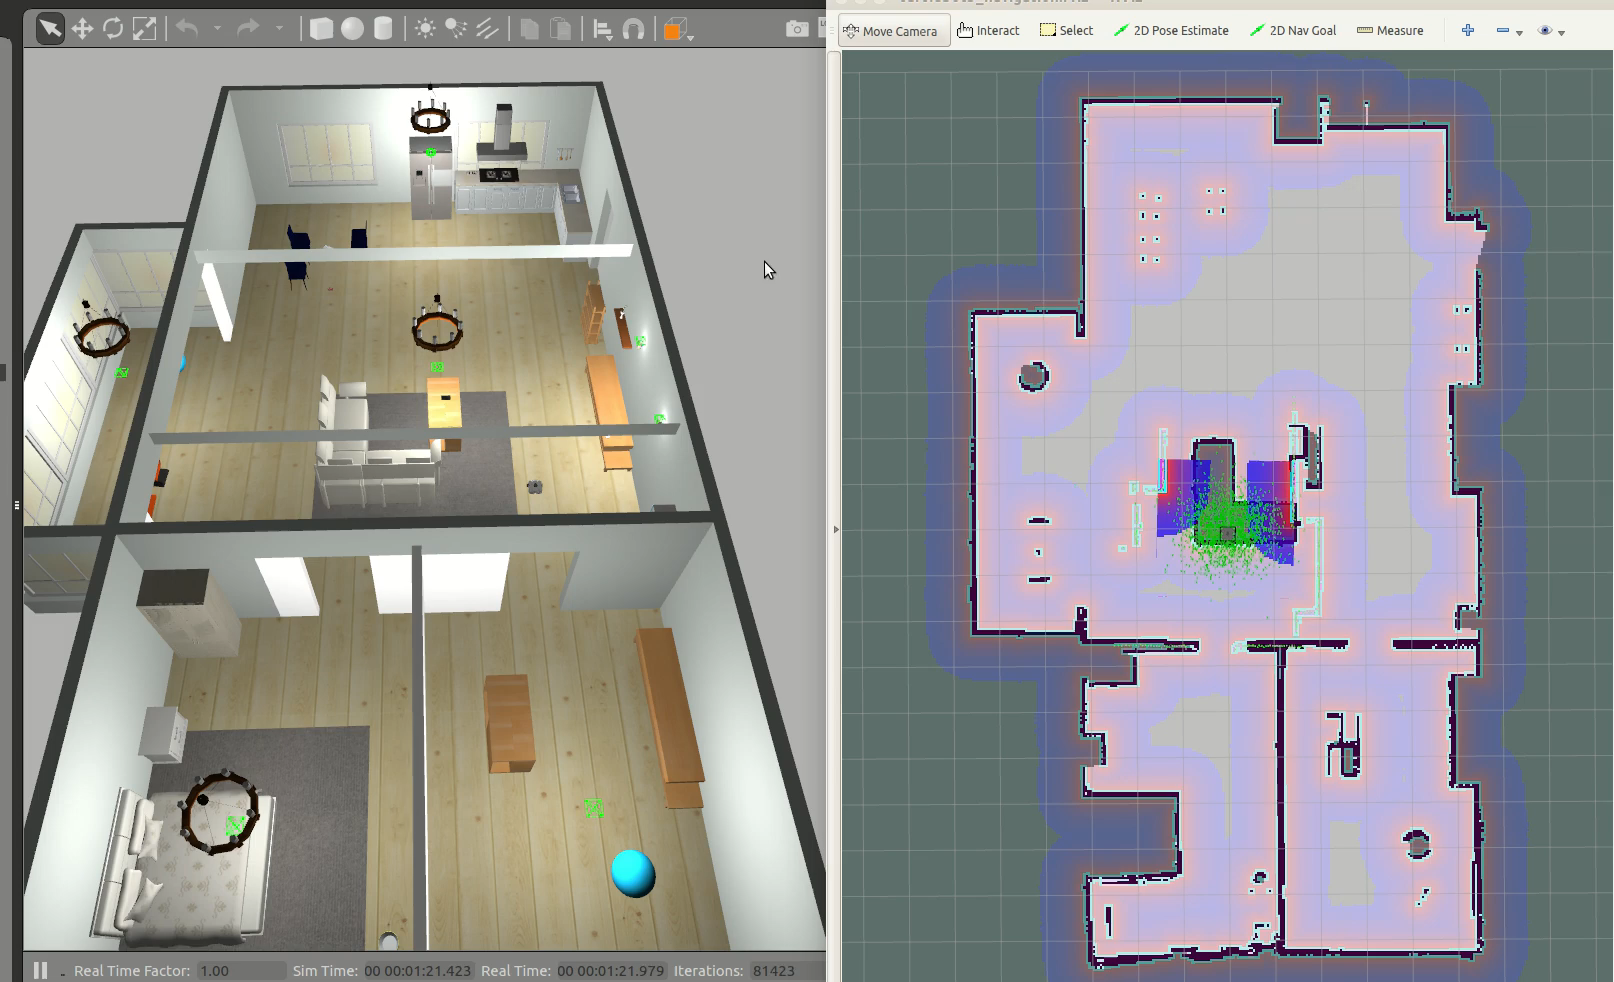 Move Camera
Interact
Select
2D Pose Estimate
2D Nav Goal
Measure
Real Time Factor: 1.00 Sim Time: 00 00:01:21.423 Real Time: 00 00:01:21.979 Iterations: 81423